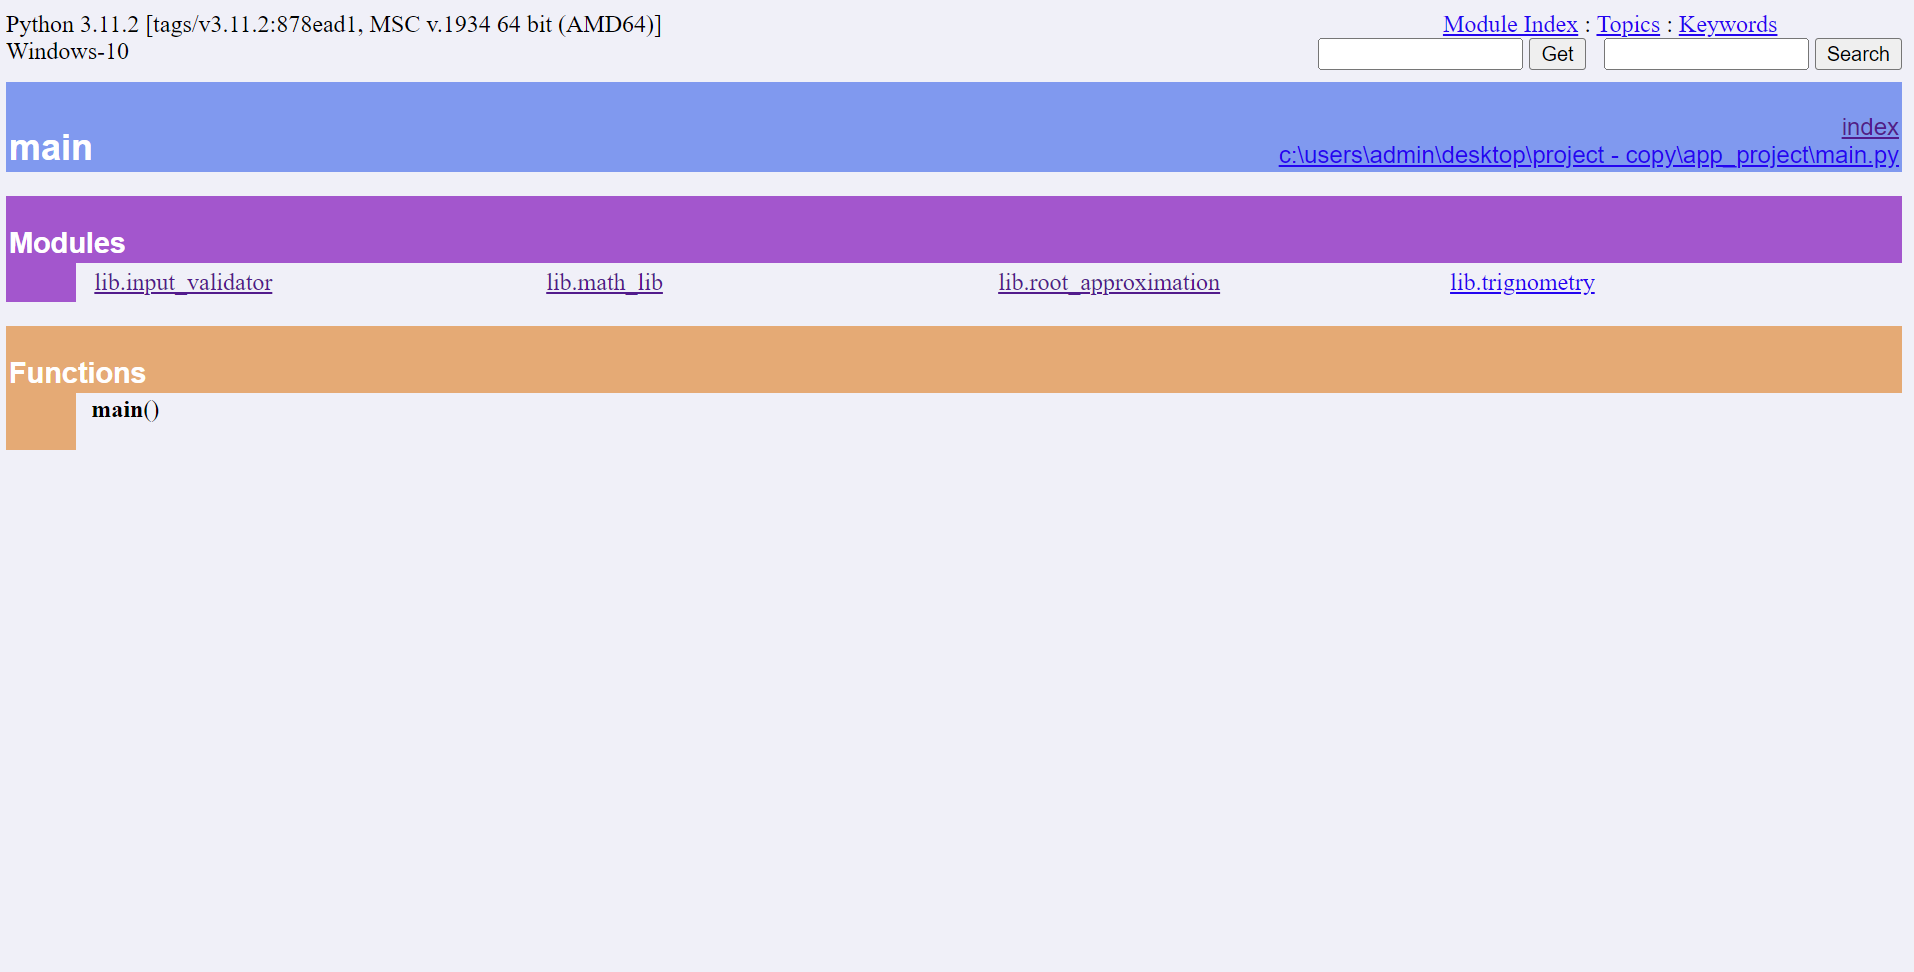 Python 3.11.2 [tags/v3.11.2:878ead1, MSC v.1934 64 bit (AMD64)]
Windows-10
Module Index : Topics : Keywords
Get Search
main
index
c:\users\admin\desktop\project - copy\app_project\main.py
Modules
lib.input_validator lib.math_lib lib.root_approximation lib.trignometry
Functions
main()